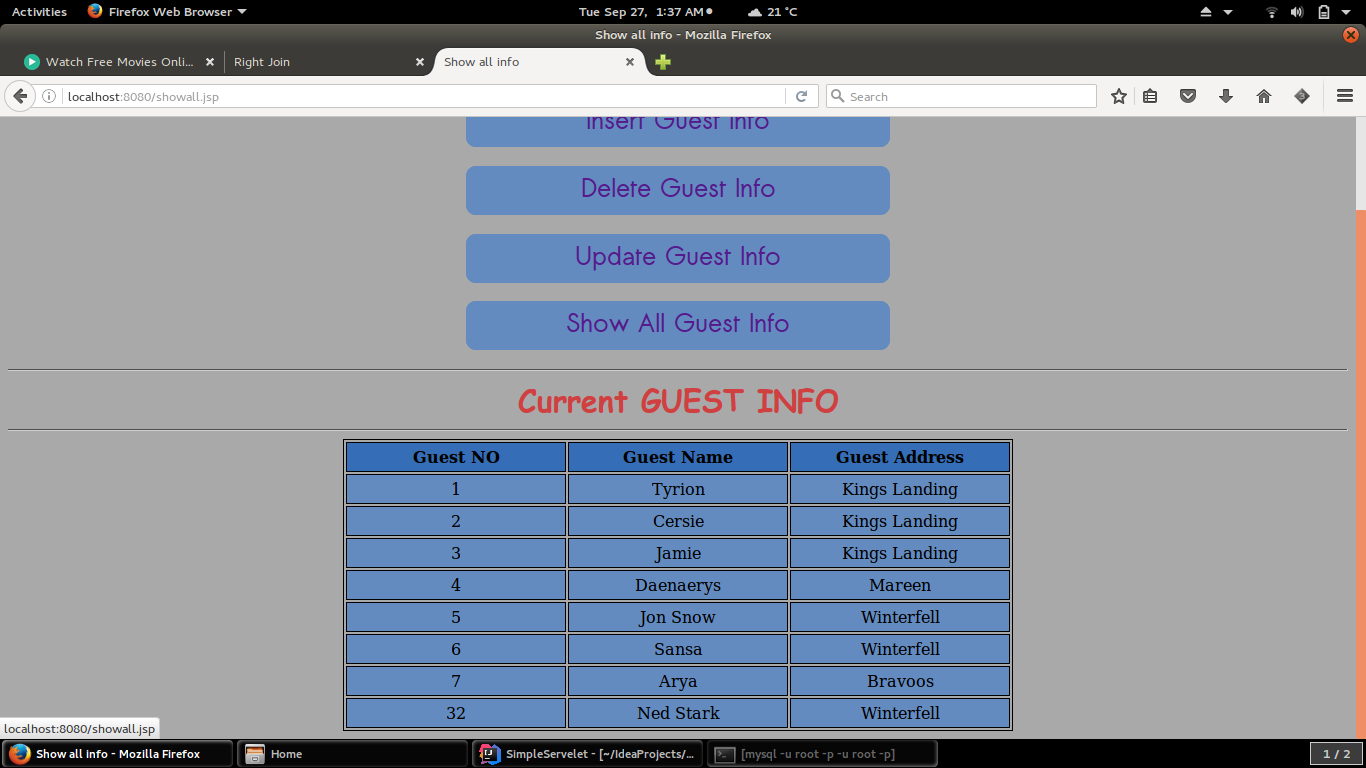 Activities Firefox Web Browser Tue Sep 27, 1:37 AM 21 °C
Show all info - Mozilla Firefox
Watch Free Movies Onli... Right Join Show all info
localhost:8080/showall.jsp Search
Insert Guest Info
Delete Guest Info
Update Guest Info
Show All Guest Info
Current GUEST INFO
Guest NO Guest Name Guest Address
1 Tyrion Kings Landing
2 Cersie Kings Landing
3 Jamie Kings Landing
4 Daenaerys Mareen
5 Jon Snow Winterfell
6 Sansa Winterfell
7 Arya Bravoos
32 Ned Stark Winterfell
localhost:8080/showall.jsp
Show all info - Mozilla Firefox Home SimpleServelet - [~/IdeaProjects/... [mysql -u root -p -u root -p] 1 / 2